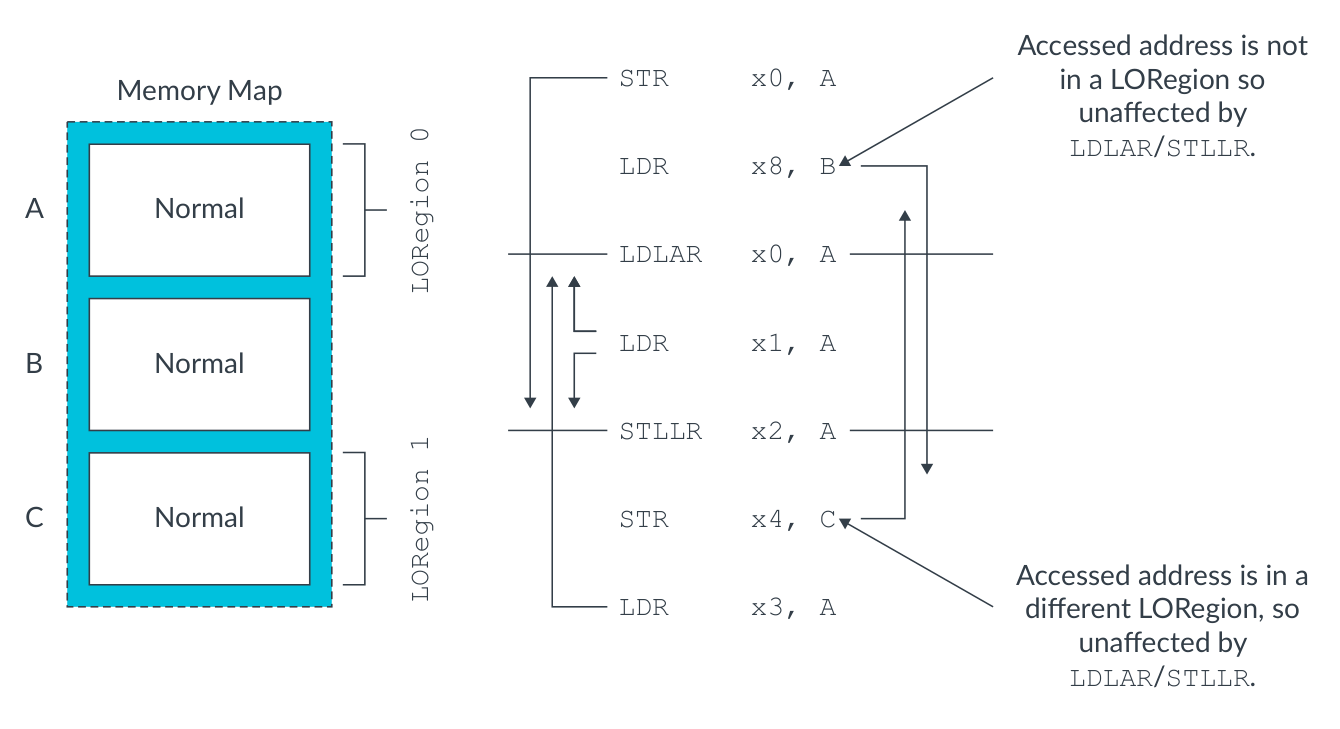 Memory Map
A
Normal
LORegion 0
B
Normal
C
Normal
LORegion 1
STR x0, A
LDR x8, B
LDLAR x0, A
LDR x1, A
STLLR x2, A
STR x4, C
LDR x3, A
Accessed address is not
in a LORegion so
unaffected by
LDLAR/STLLR.
Accessed address is in a
different LORegion, so
unaffected by
LDLAR/STLLR.